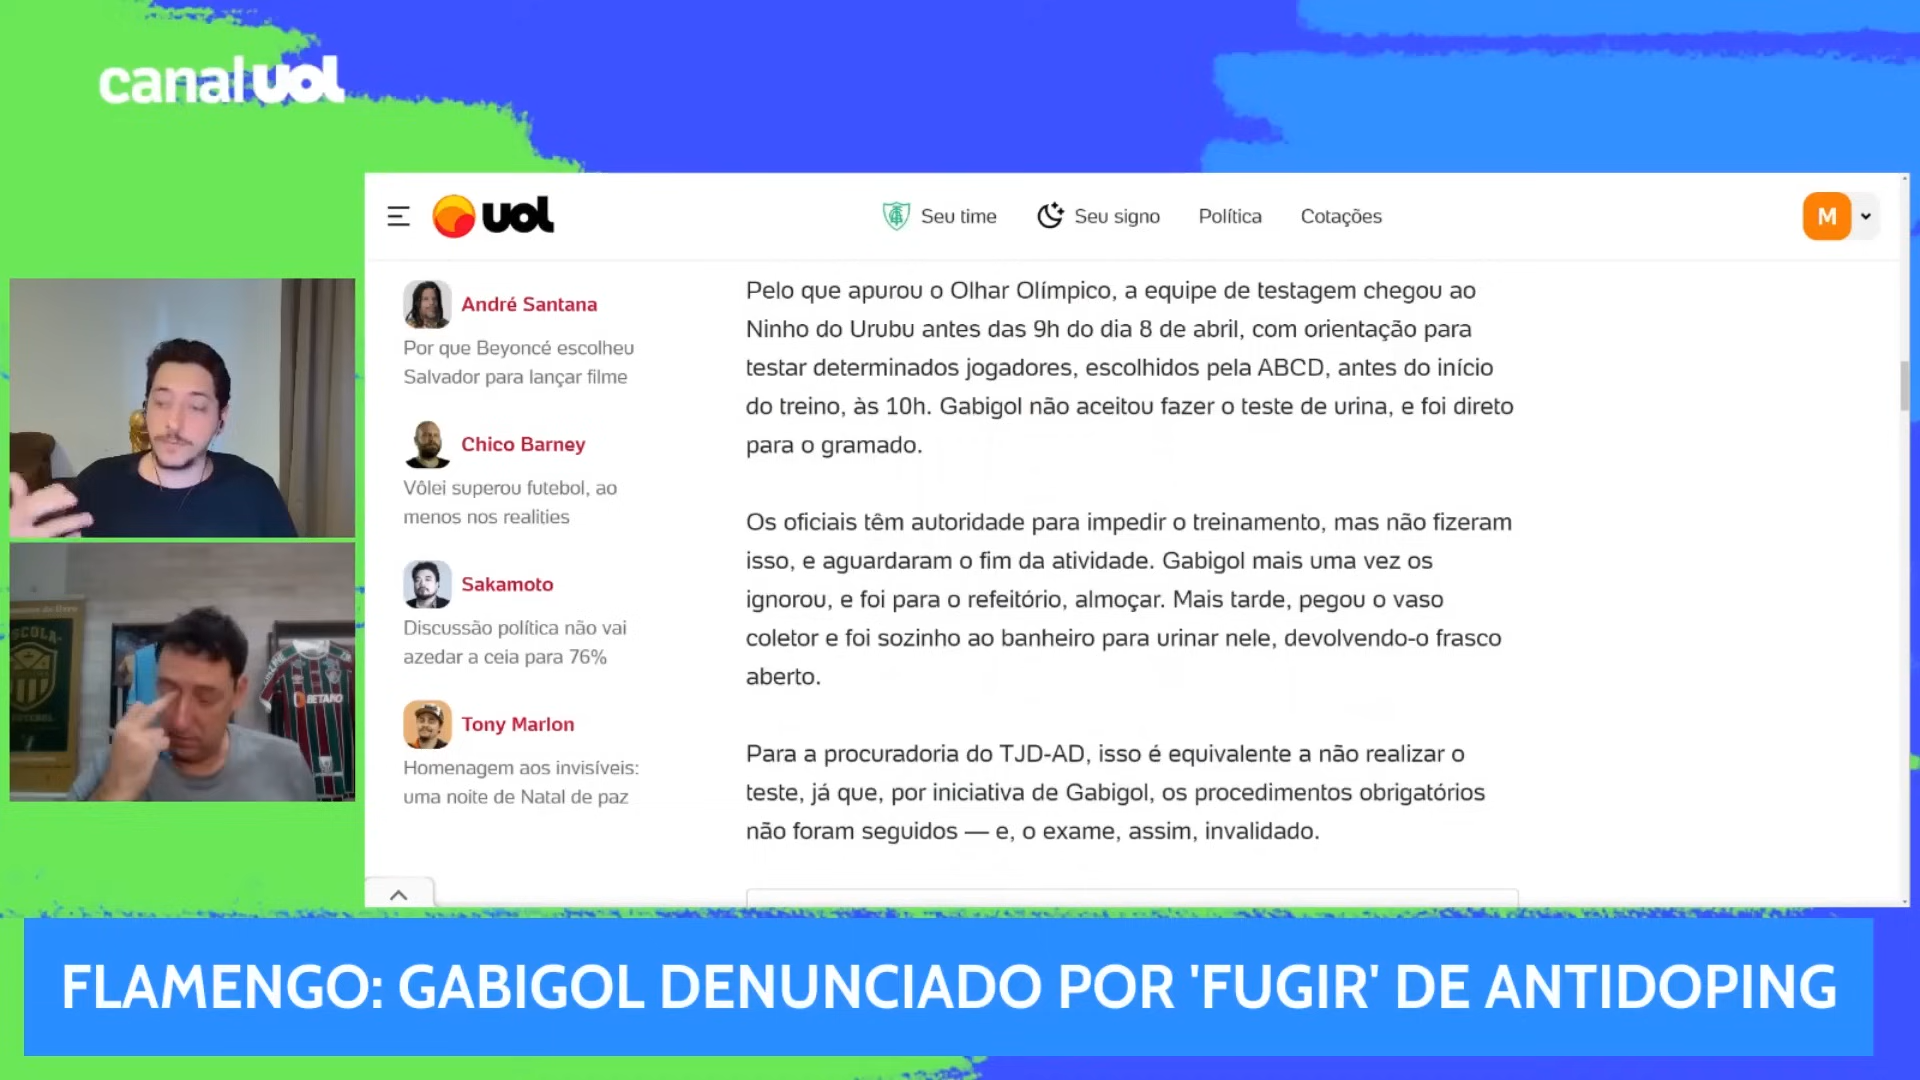 canal uol
uol
Seu time
Seu signo
Política
Cotações
M
André Santana
Por que Beyoncé escolheu
Salvador para lançar filme
Chico Barney
Vôlei superou futebol, ao
menos nos realities
Sakamoto
Discussão política não vai
azedar a ceia para 76%
Tony Marlon
Homenagem aos invisíveis:
uma noite de Natal de paz
Pelo que apurou o Olhar Olímpico, a equipe de testagem chegou ao
Ninho do Urubu antes das 9h do dia 8 de abril, com orientação para
testar determinados jogadores, escolhidos pela ABCD, antes do início
do treino, às 10h. Gabigol não aceitou fazer o teste de urina, e foi direto
para o gramado.
Os oficiais têm autoridade para impedir o treinamento, mas não fizeram
isso, e aguardaram o fim da atividade. Gabigol mais uma vez os
ignorou, e foi para o refeitório, almoçar. Mais tarde, pegou o vaso
coletor e foi sozinho ao banheiro para urinar nele, devolvendo-o frasco
aberto.
Para a procuradoria do TJD-AD, isso é equivalente a não realizar o
teste, já que, por iniciativa de Gabigol, os procedimentos obrigatórios
não foram seguidos — e, o exame, assim, invalidado.
BETANO
FLAMENGO: GABIGOL DENUNCIADO POR 'FUGIR' DE ANTIDOPING